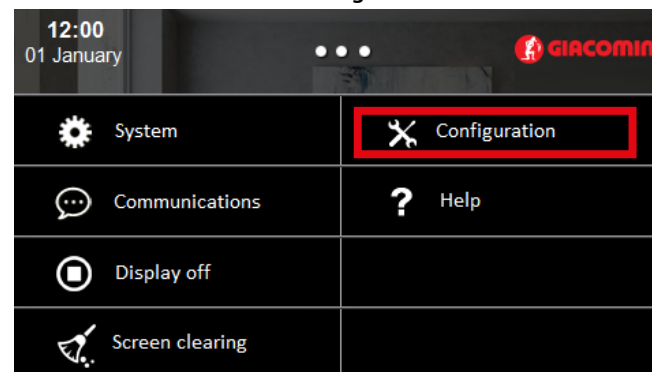 12:00
01 January
GIACOMIN
System
Configuration
Communications
? Help
Display off
Screen clearing